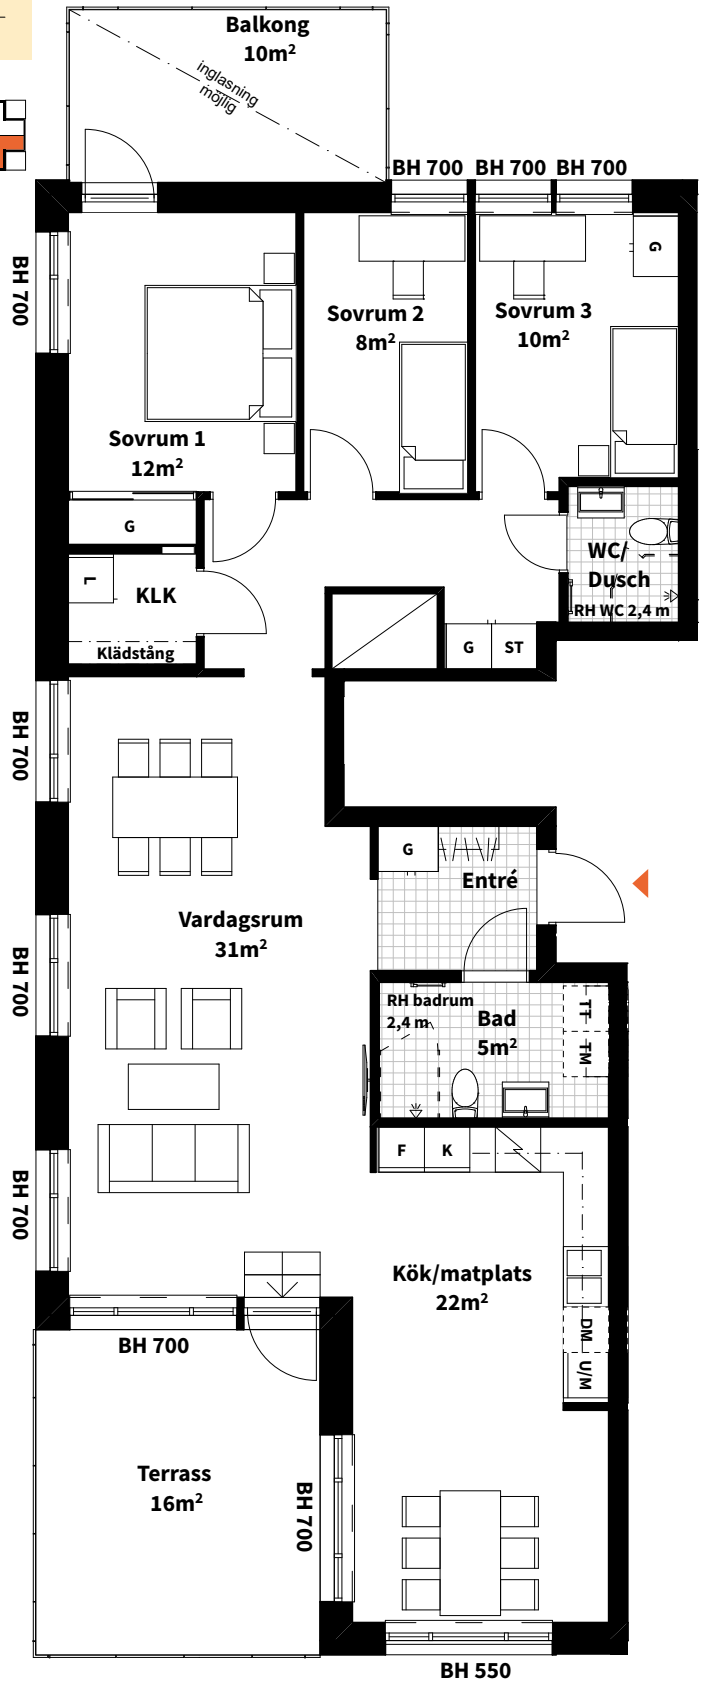 Balkong
10m²
inglasning
möjlig
BH 700 BH 700 BH 700
BH 700
G
Sovrum 2
8m²
Sovrum 3
10m²
Sovrum 1
12m²
G
WC/
Dusch
RH WC 2,4 m
L
KLK
Klädstång
G ST
BH 700
G
Entré
Vardagsrum
31m²
BH 700
RH badrum
2,4 m
Bad
5m²
TT
TM
F K
BH 700
Kök/matplats
22m²
DM
U/M
BH 700
Terrass
16m²
BH 700
BH 550